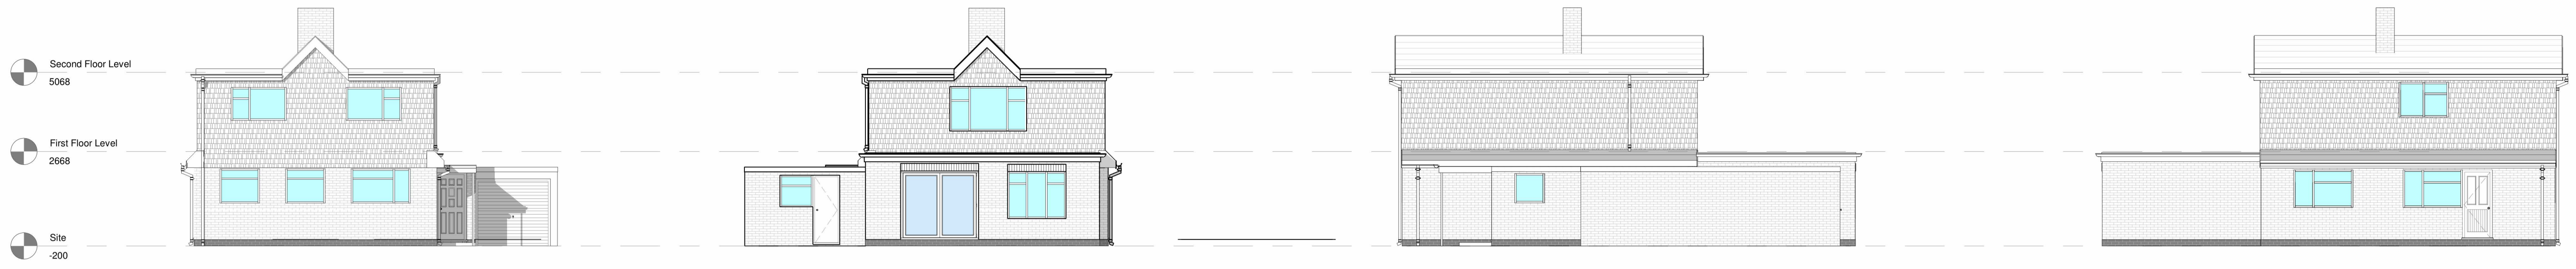 Second Floor Level
5068
First Floor Level
2668
Site
-200